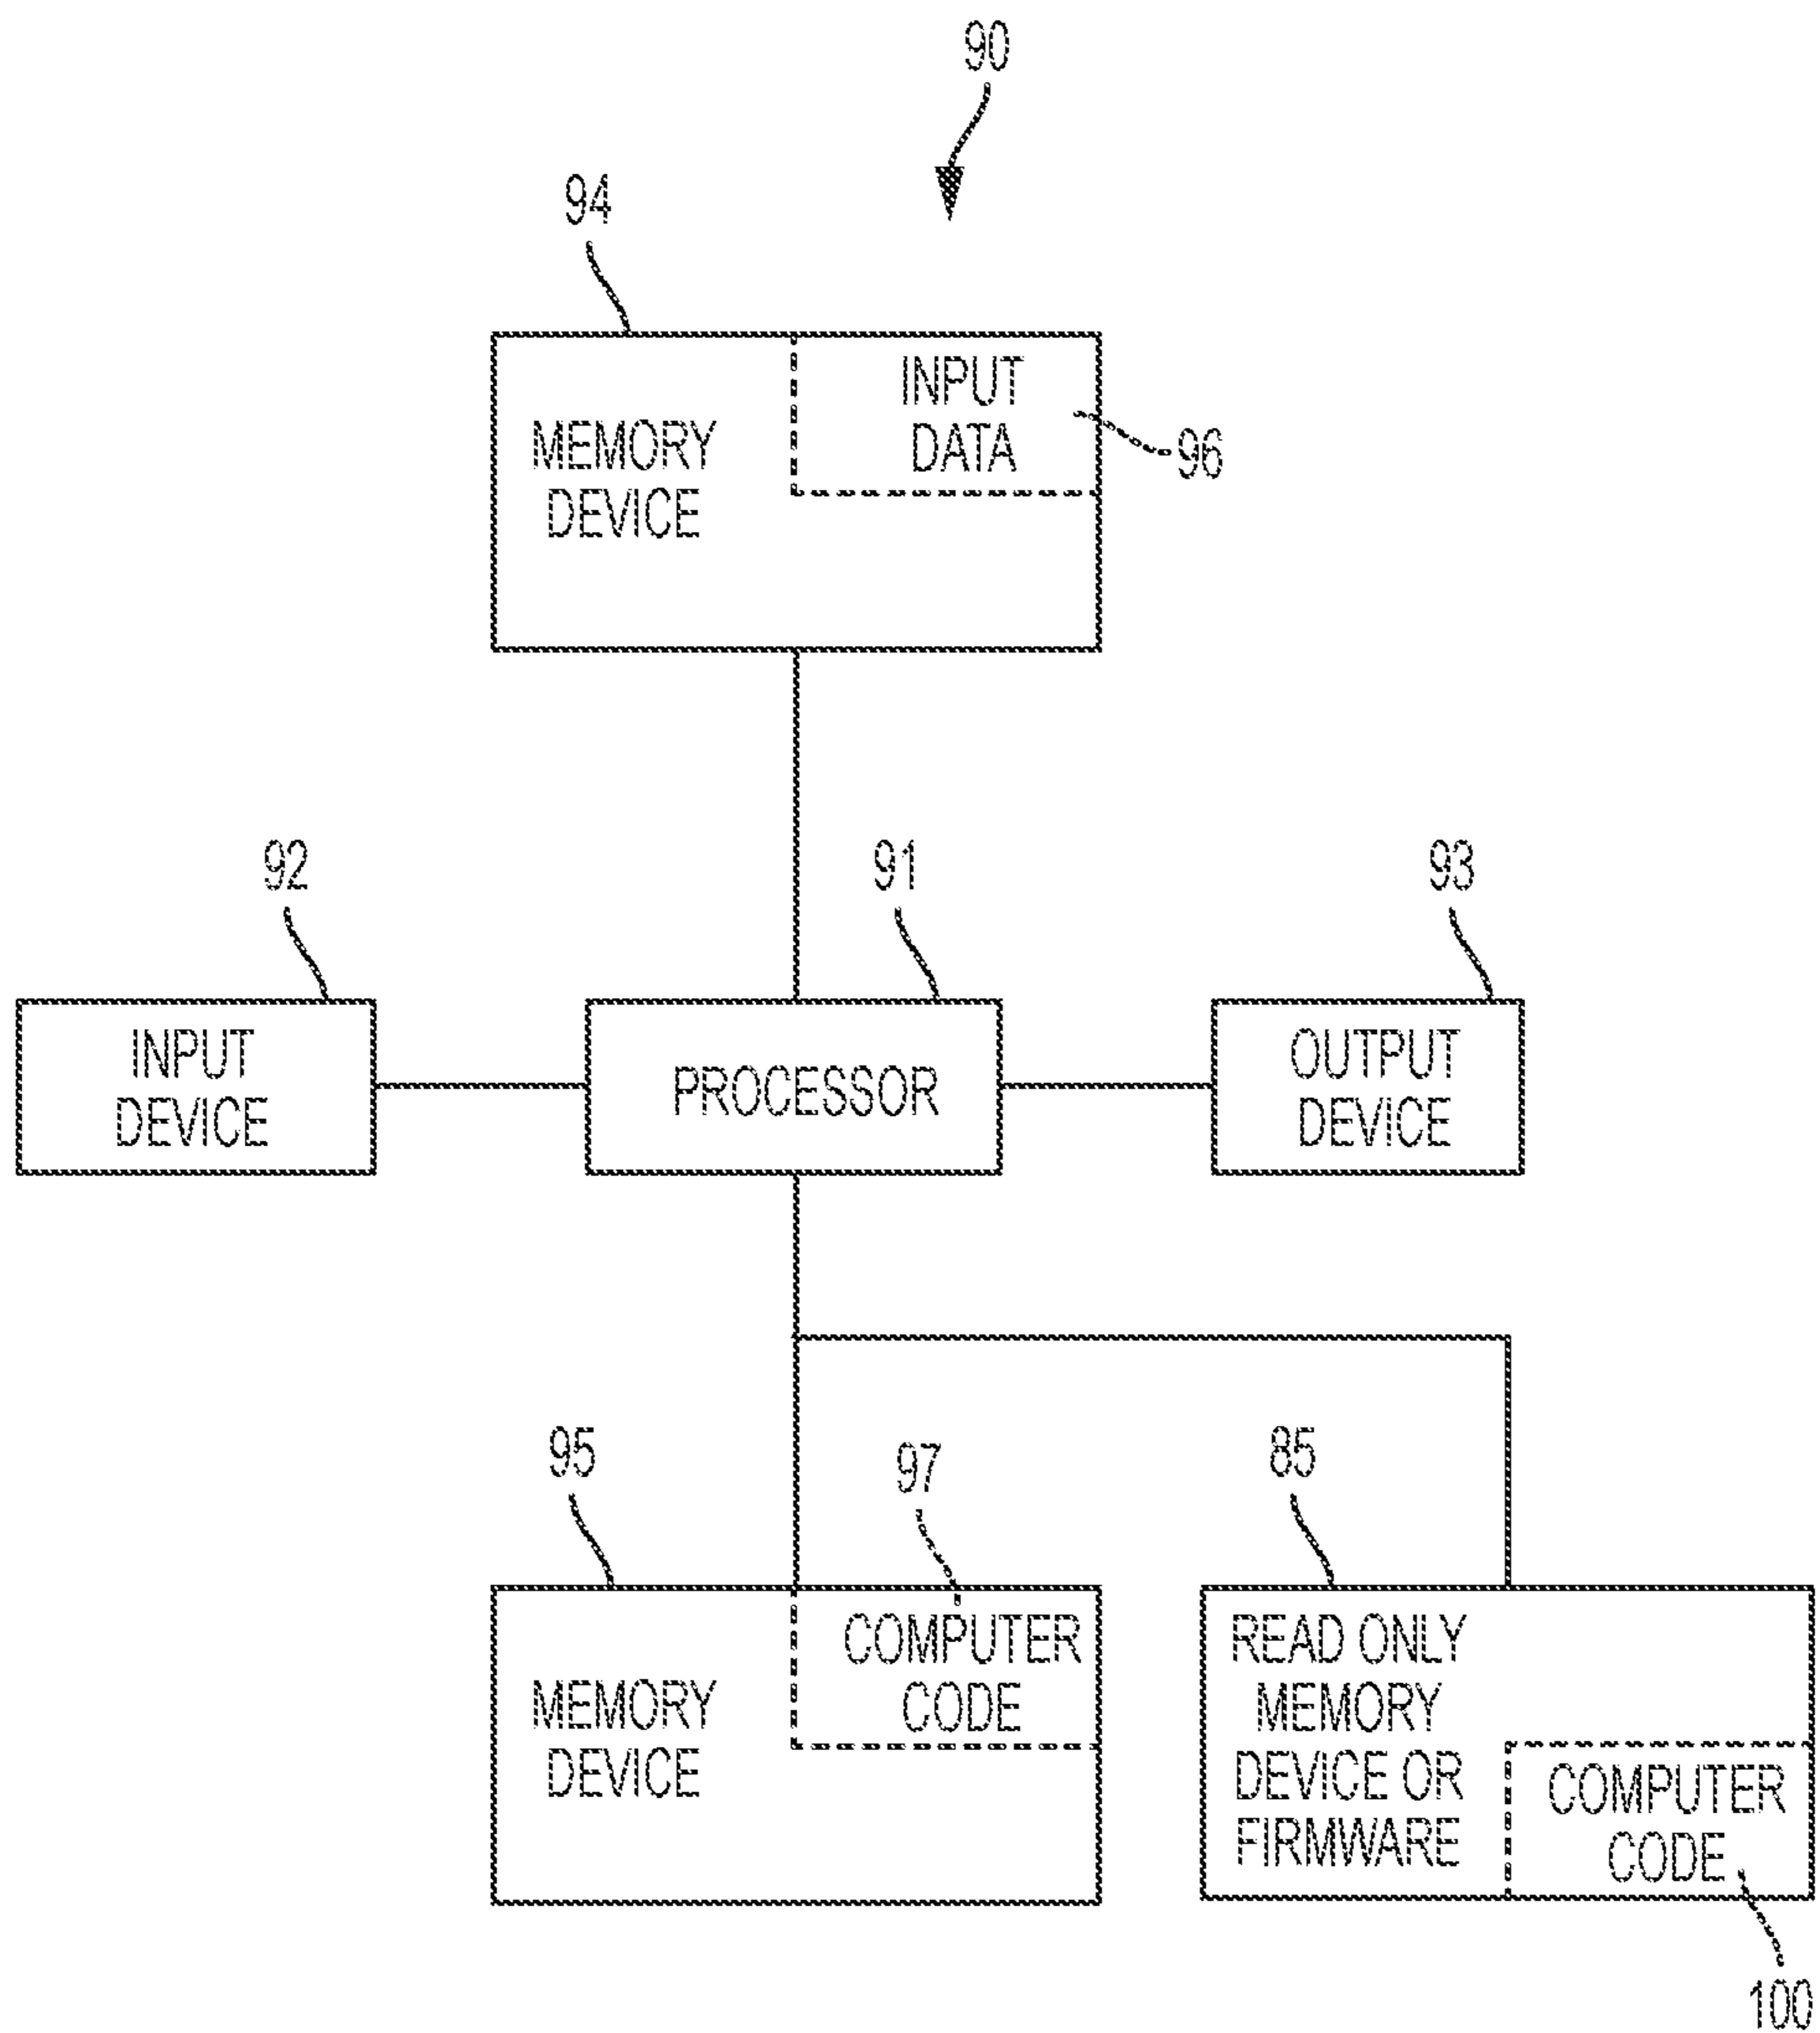 90
94
MEMORY
DEVICE
INPUT
DATA
96
92
91
93
INPUT
DEVICE
PROCESSOR
OUTPUT
DEVICE
95
97
85
MEMORY
DEVICE
COMPUTER
CODE
READ ONLY
MEMORY
DEVICE OR
FIRMWARE
COMPUTER
CODE
100